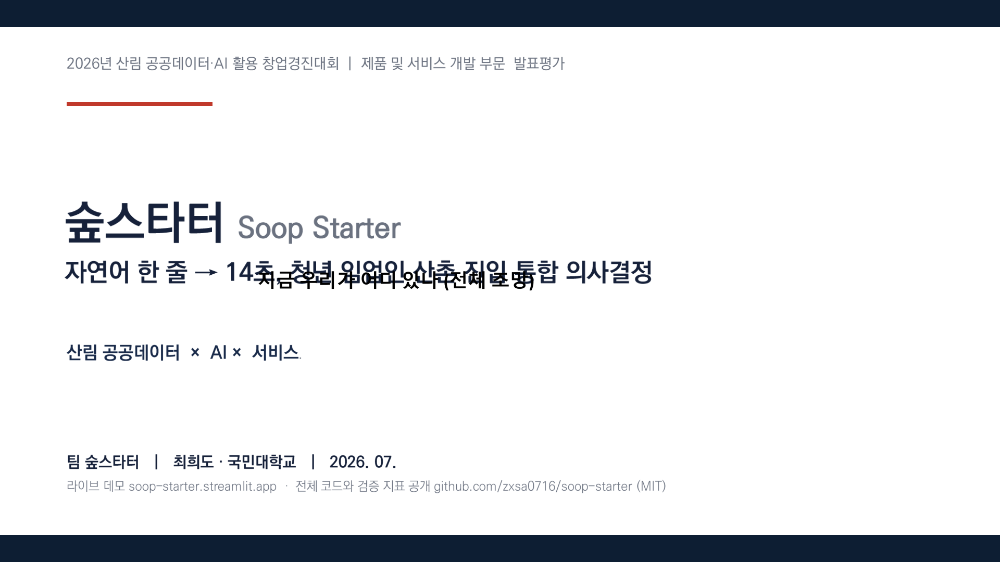 2026년 산림 공공데이터·AI 활용 창업경진대회 | 제품 및 서비스 개발 부문 발표평가
숲스타터 Soop Starter
자연어 한 줄 → 14초, 청년 임업인 산촌 진입 통합 의사결정
지금 우리가 어디 있나 (전체 조망)
산림 공공데이터 × AI × 서비스.
팀 숲스타터 | 최희도 · 국민대학교 | 2026. 07.
라이브 데모 soop-starter.streamlit.app · 전체 코드와 검증 지표 공개 github.com/zxsa0716/soop-starter (MIT)